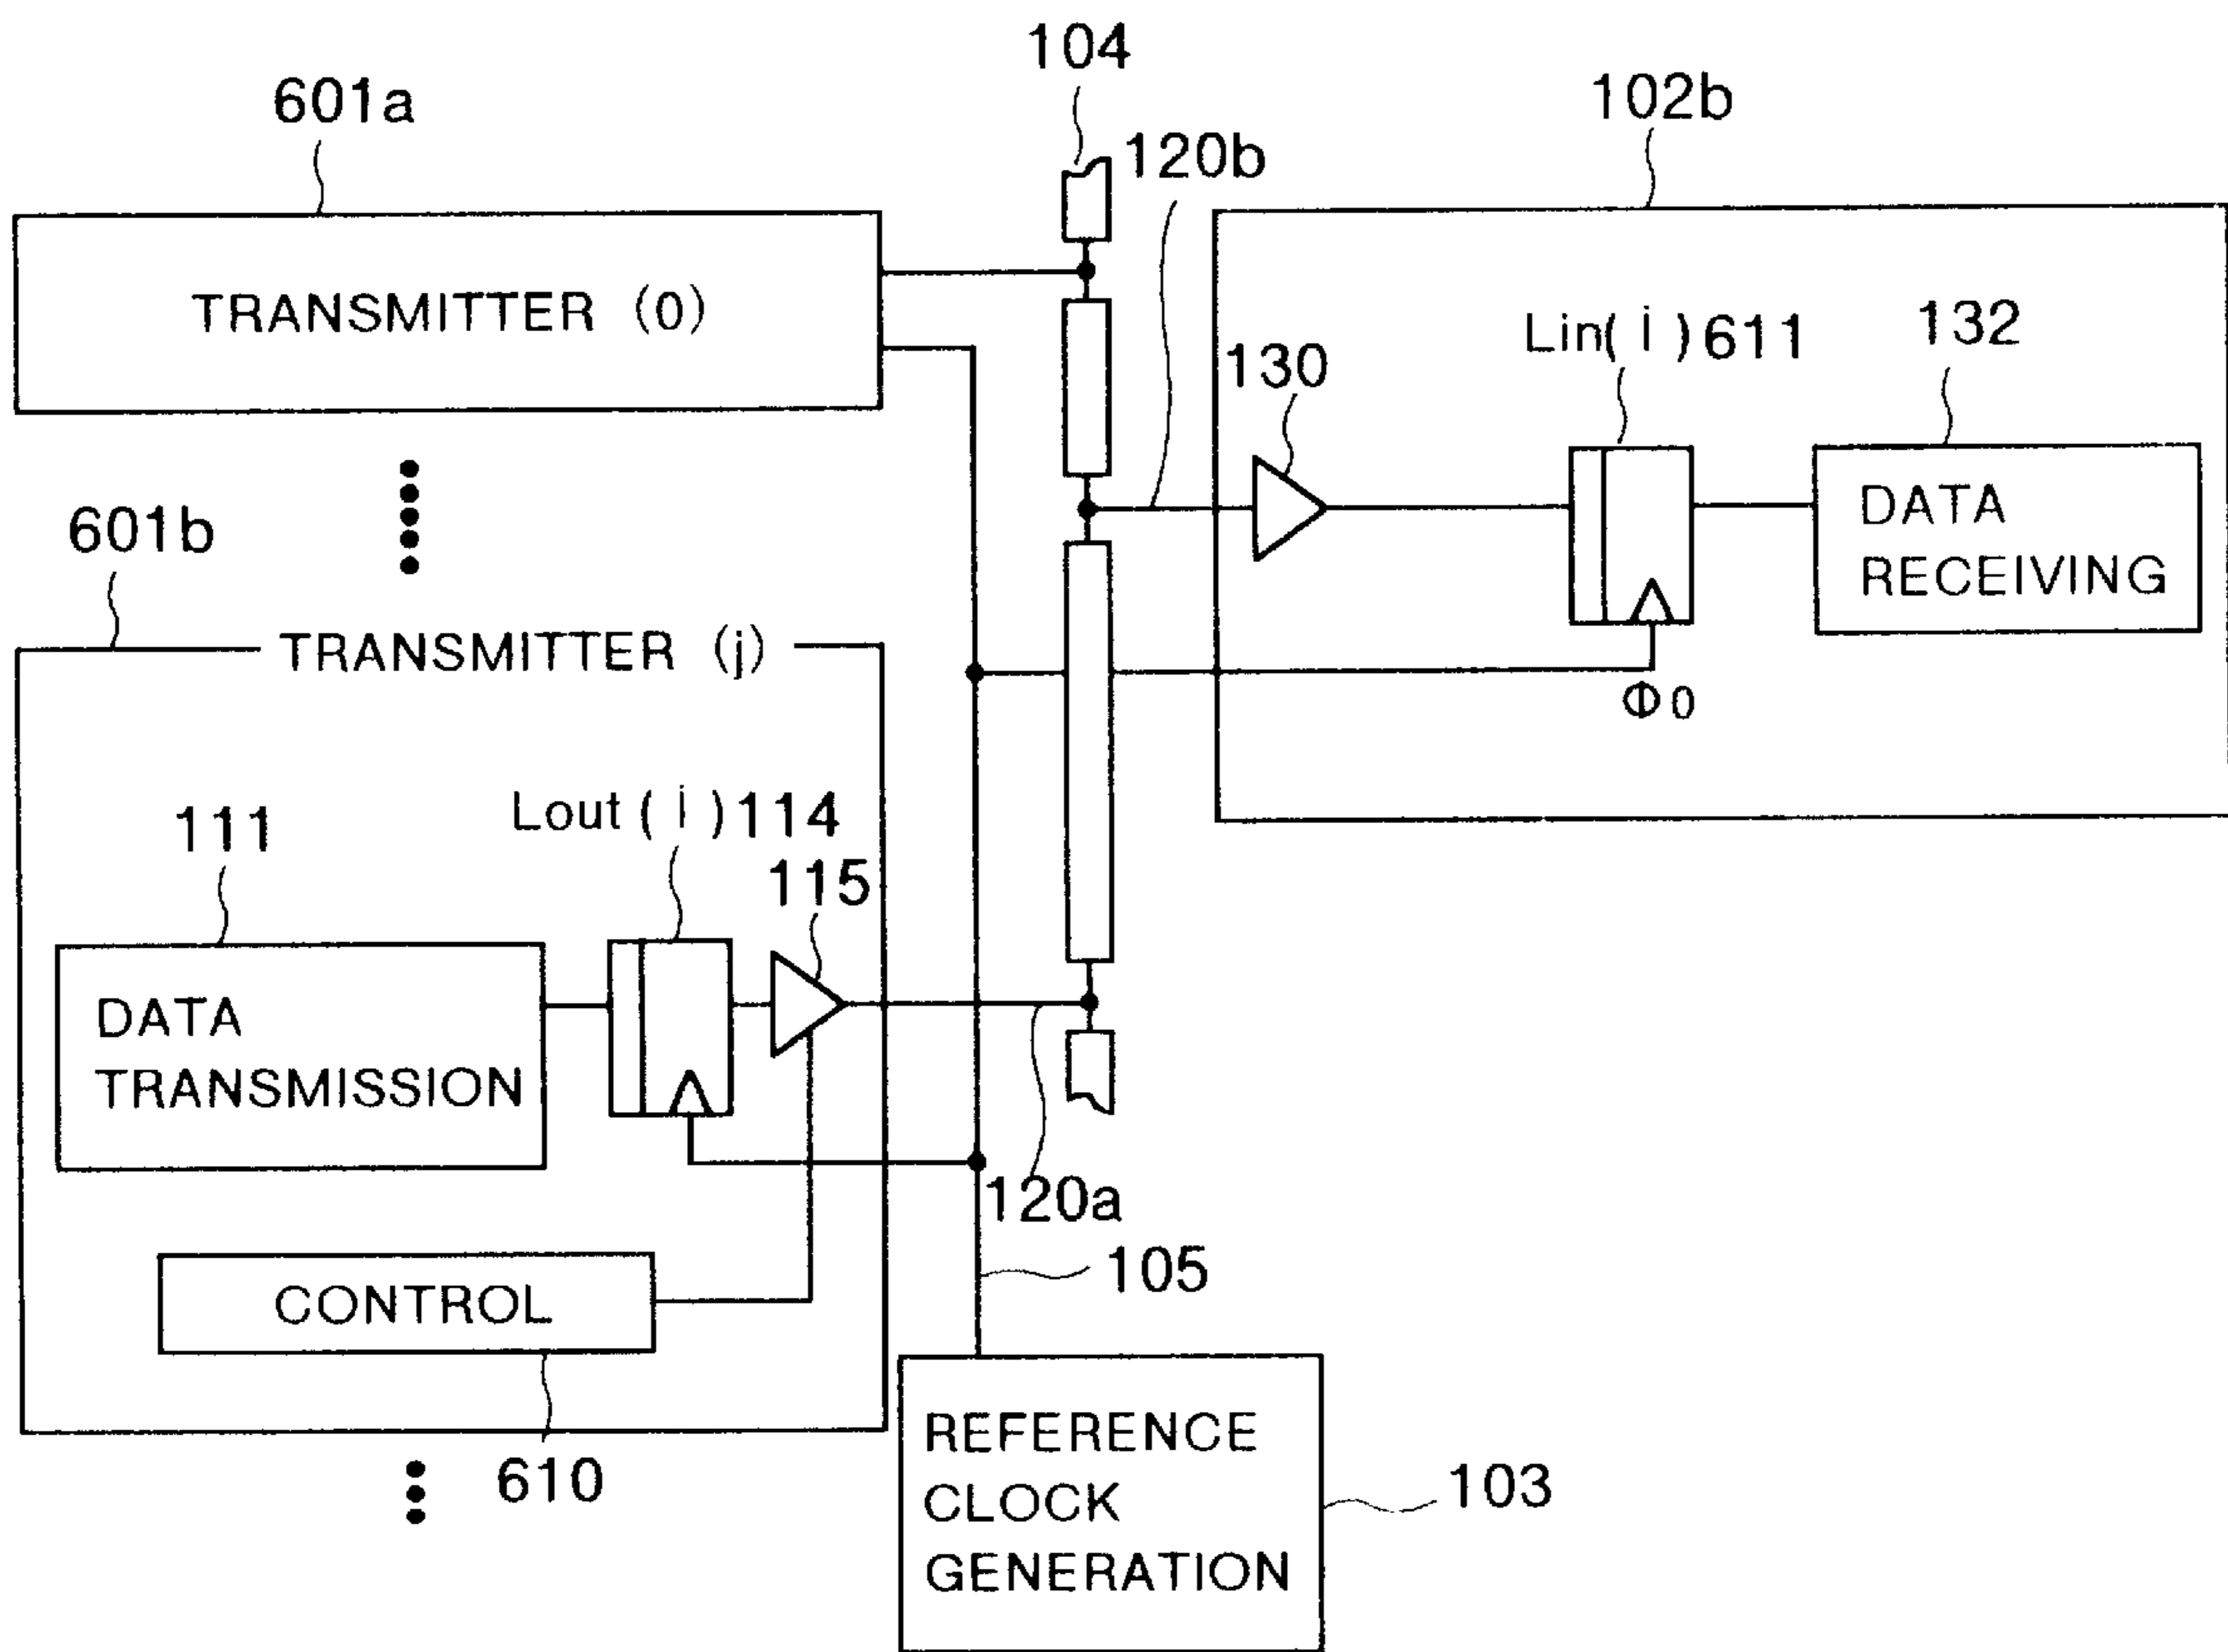 104
601a
102b
120b
TRANSMITTER (0)
Lin( i ) 611
132
130
601b
DATA
RECEIVING
TRANSMITTER (j)
Φ0
Lout ( i ) 114
111
115
DATA
TRANSMISSION
120a
105
CONTROL
610
REFERENCE
CLOCK
GENERATION
103